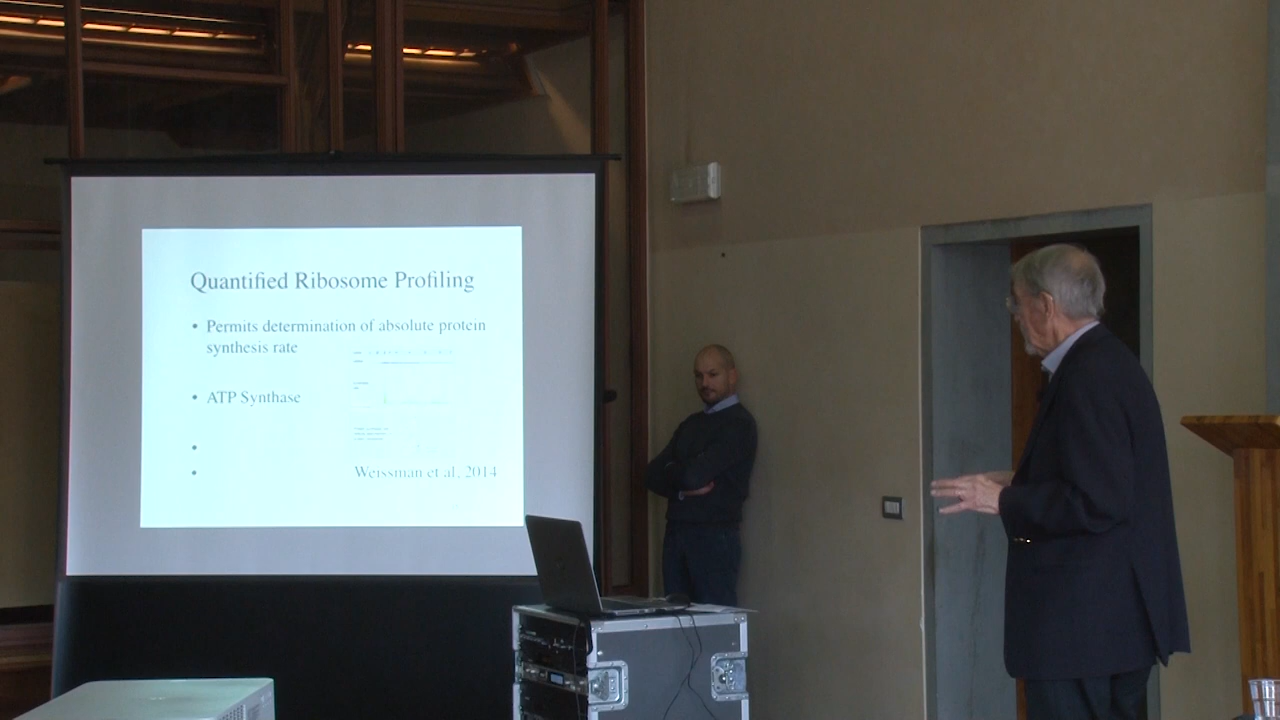 Quantified Ribosome Profiling
• Permits determination of absolute protein
synthesis rate
• ATP Synthase
•
• Weissman et al, 2014